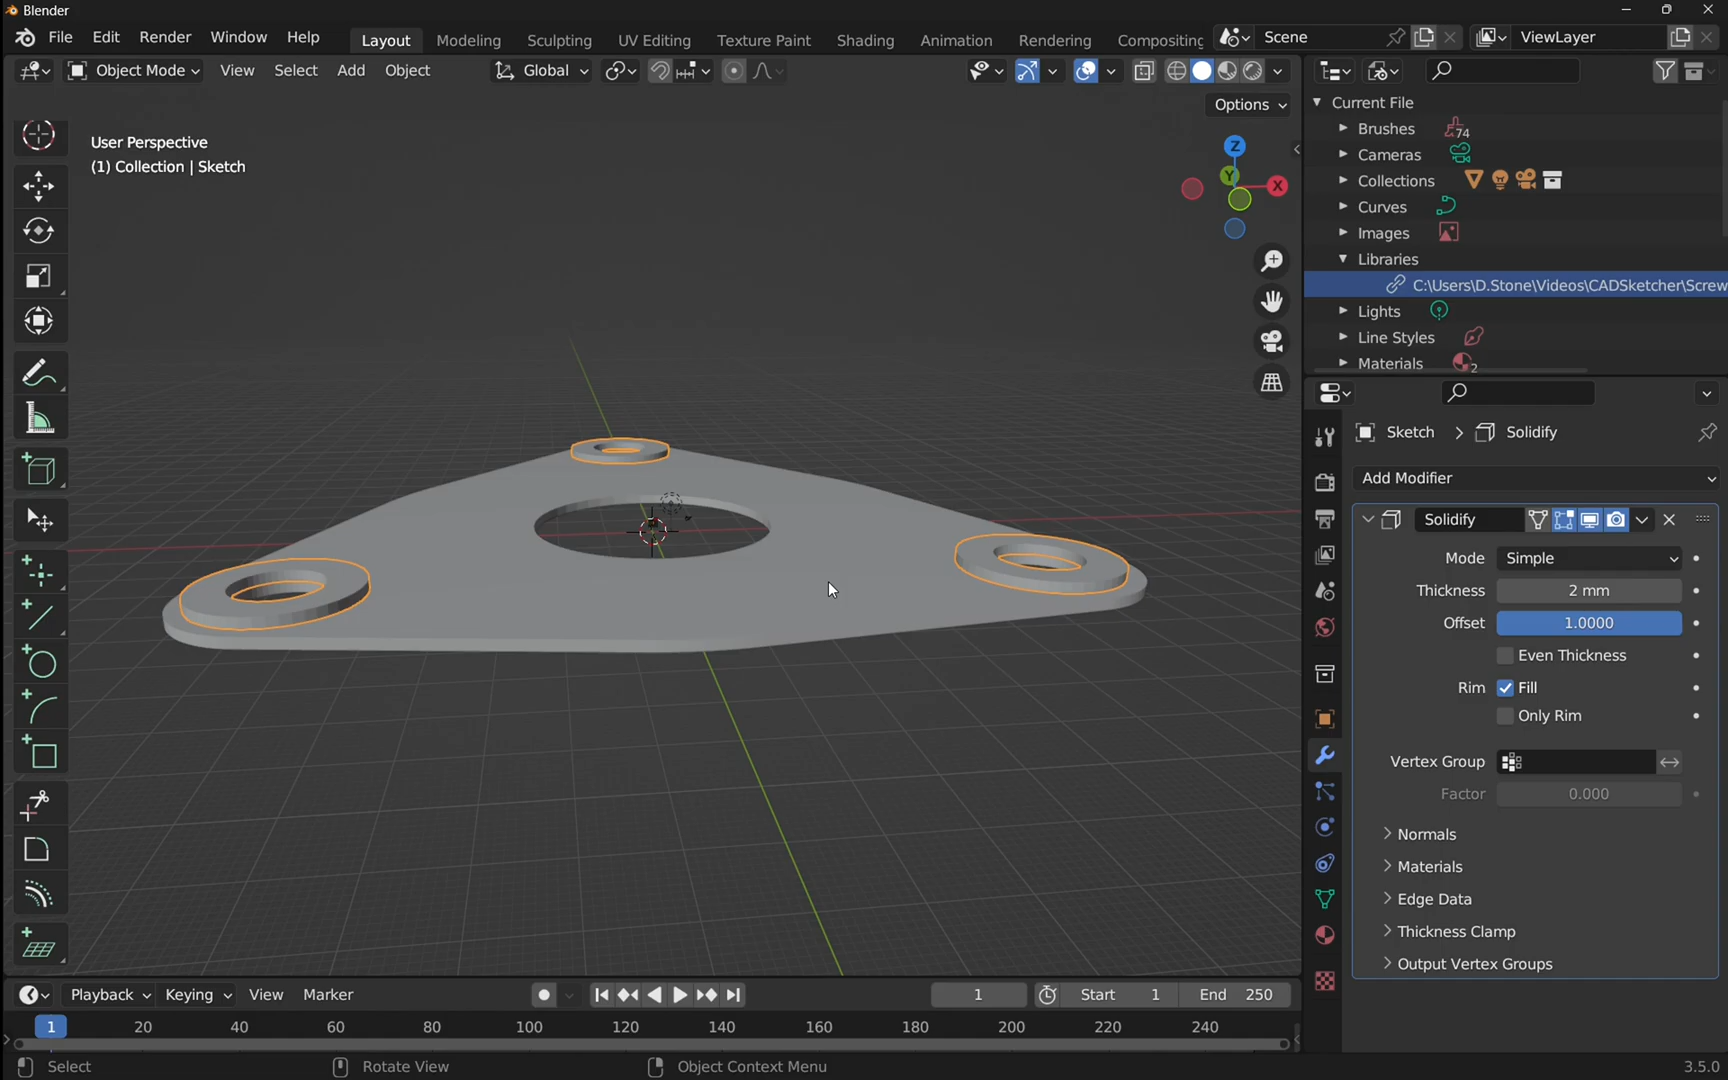 Blender
File Edit Render Window Help
Layout Modeling Sculpting UV Editing Texture Paint Shading Animation Rendering Compositing
Scene
ViewLayer
Object Mode View Select Add Object
Global
Options
User Perspective
(1) Collection | Sketch
Z
Y
X
Current File
Brushes 74
Cameras
Collections
Curves
Images
Libraries
C:\Users\D.Stone\Videos\CADSketcher\Screw
Lights
Line Styles
Materials 2
Sketch > Solidify
Add Modifier
Solidify
Mode Simple
Thickness 2 mm
Offset 1.0000
Even Thickness
Rim Fill
Only Rim
Vertex Group
Factor 0.000
Normals
Materials
Edge Data
Thickness Clamp
Output Vertex Groups
Playback Keying View Marker
1 Start 1 End 250
1 20 40 60 80 100 120 140 160 180 200 220 240
Select Rotate View Object Context Menu 3.5.0